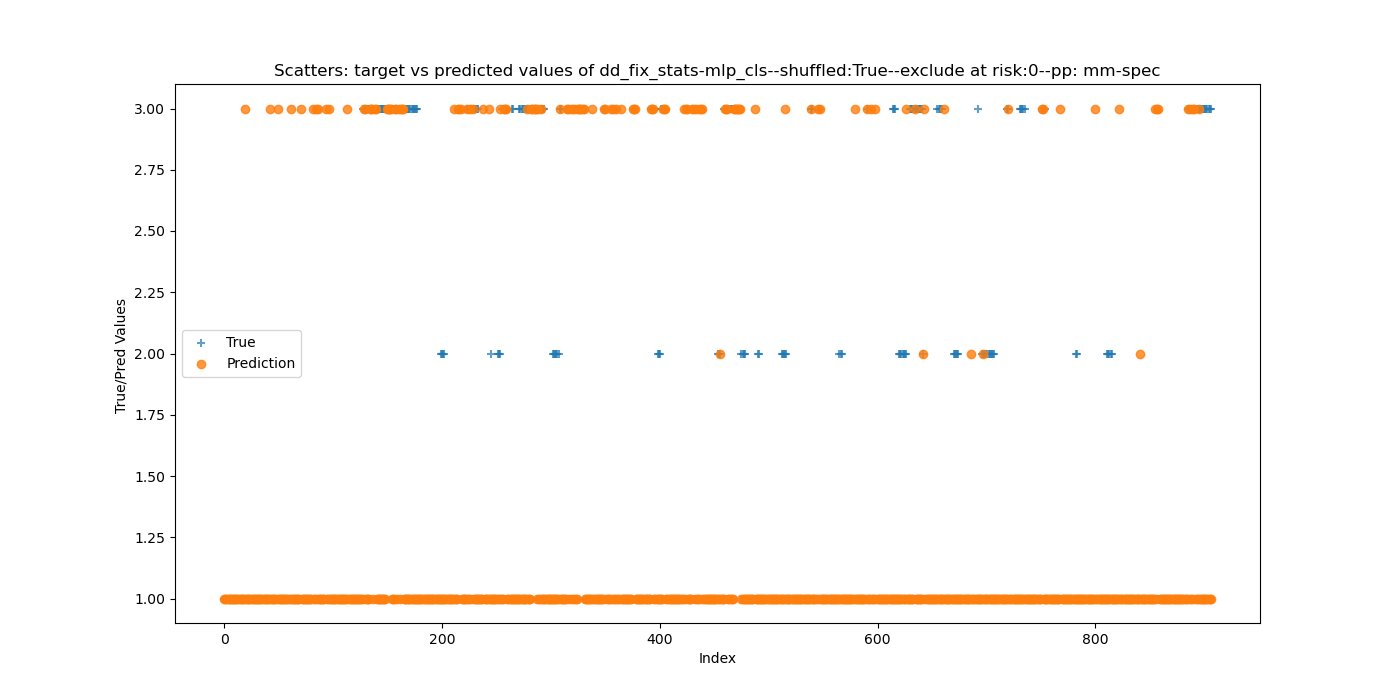 Scatters: target vs predicted values of dd_fix_stats-mlp_cls--shuffled:True--exclude at risk:0--pp: mm-spec
3.00
2.75
2.50
2.25
2.00
1.75
1.50
1.25
1.00
True/Pred Values
True
Prediction
0 200 400 600 800
Index